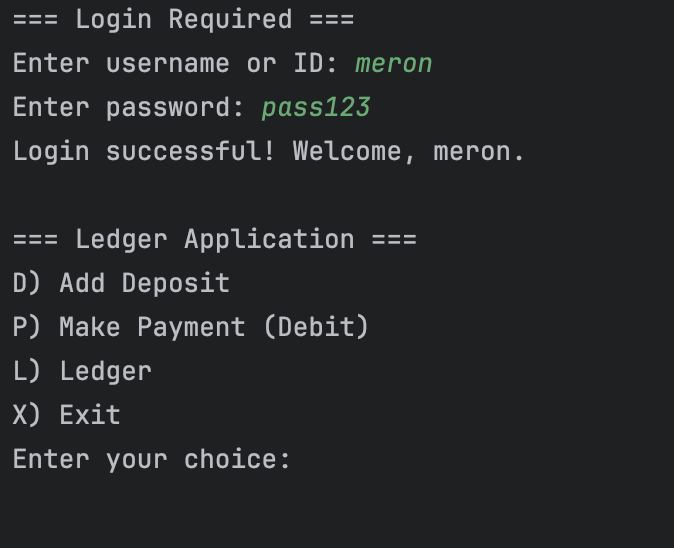 === Login Required ===
Enter username or ID: meron
Enter password: pass123
Login successful! Welcome, meron.
=== Ledger Application ===
D) Add Deposit
P) Make Payment (Debit)
L) Ledger
X) Exit
Enter your choice: